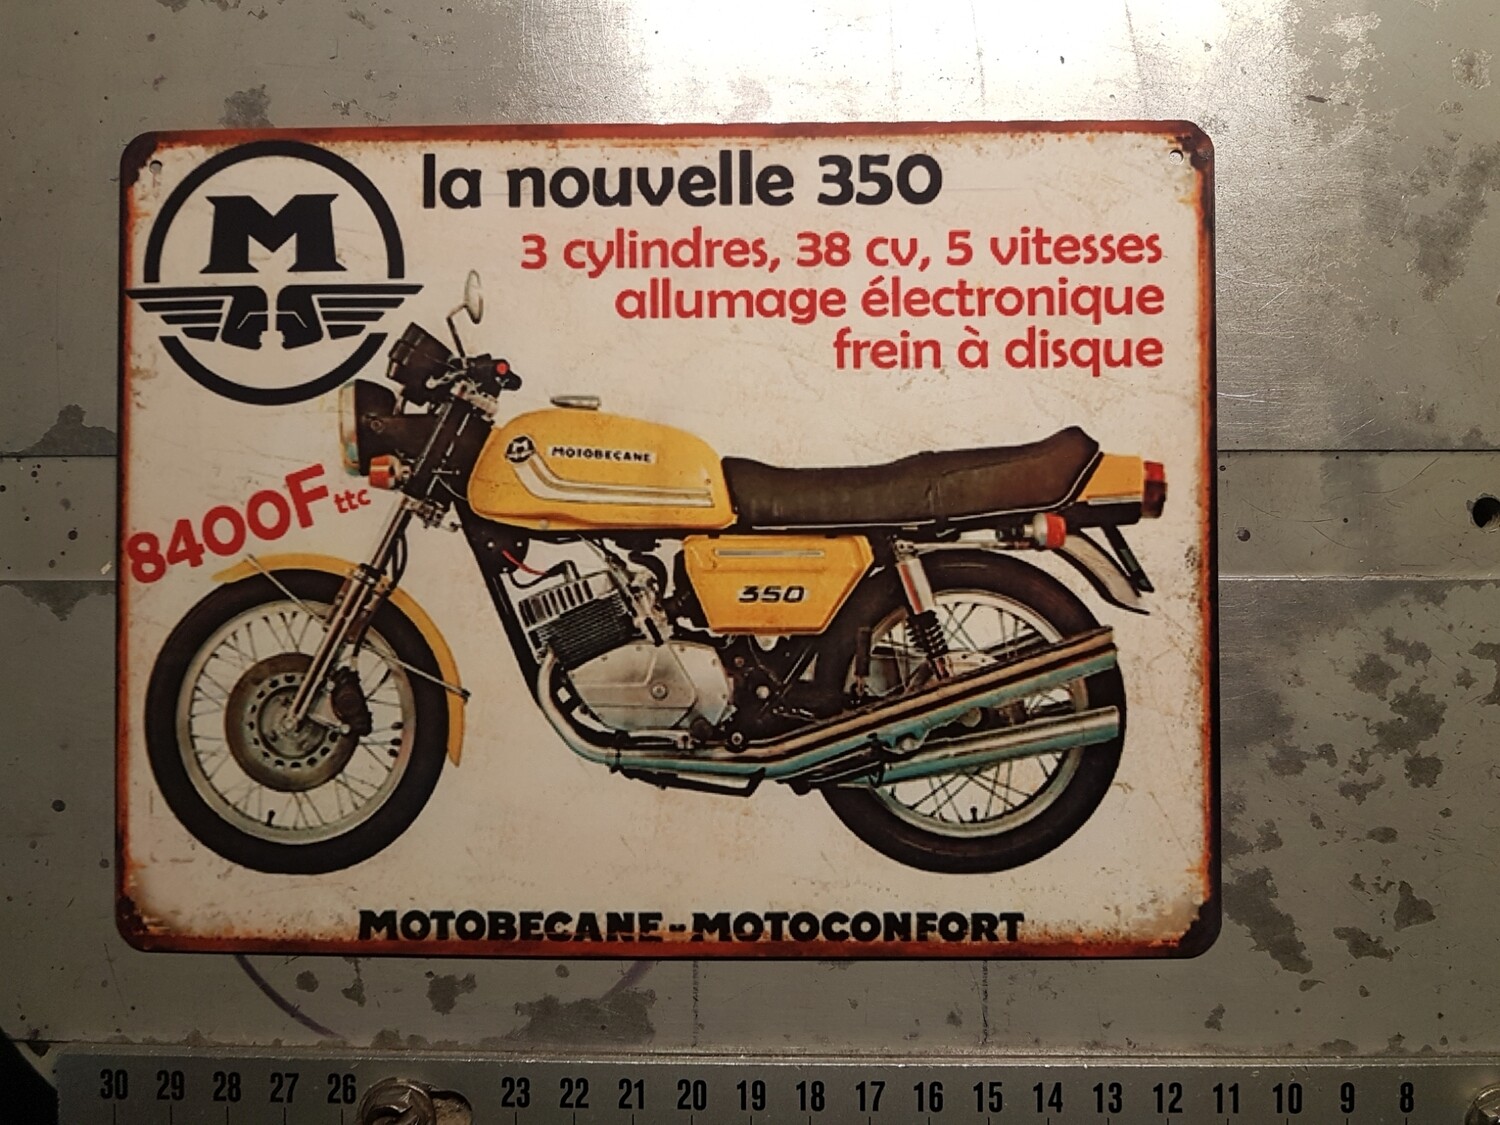 M
la nouvelle 350
3 cylindres, 38 cv, 5 vitesses
allumage électronique
frein à disque
8400F ttc
M MOTOBECANE
350
MOTOBECANE-MOTOCONFORT
30 29 28 27 26 23 22 21 20 19 18 17 16 15 14 13 12 11 10 9 8